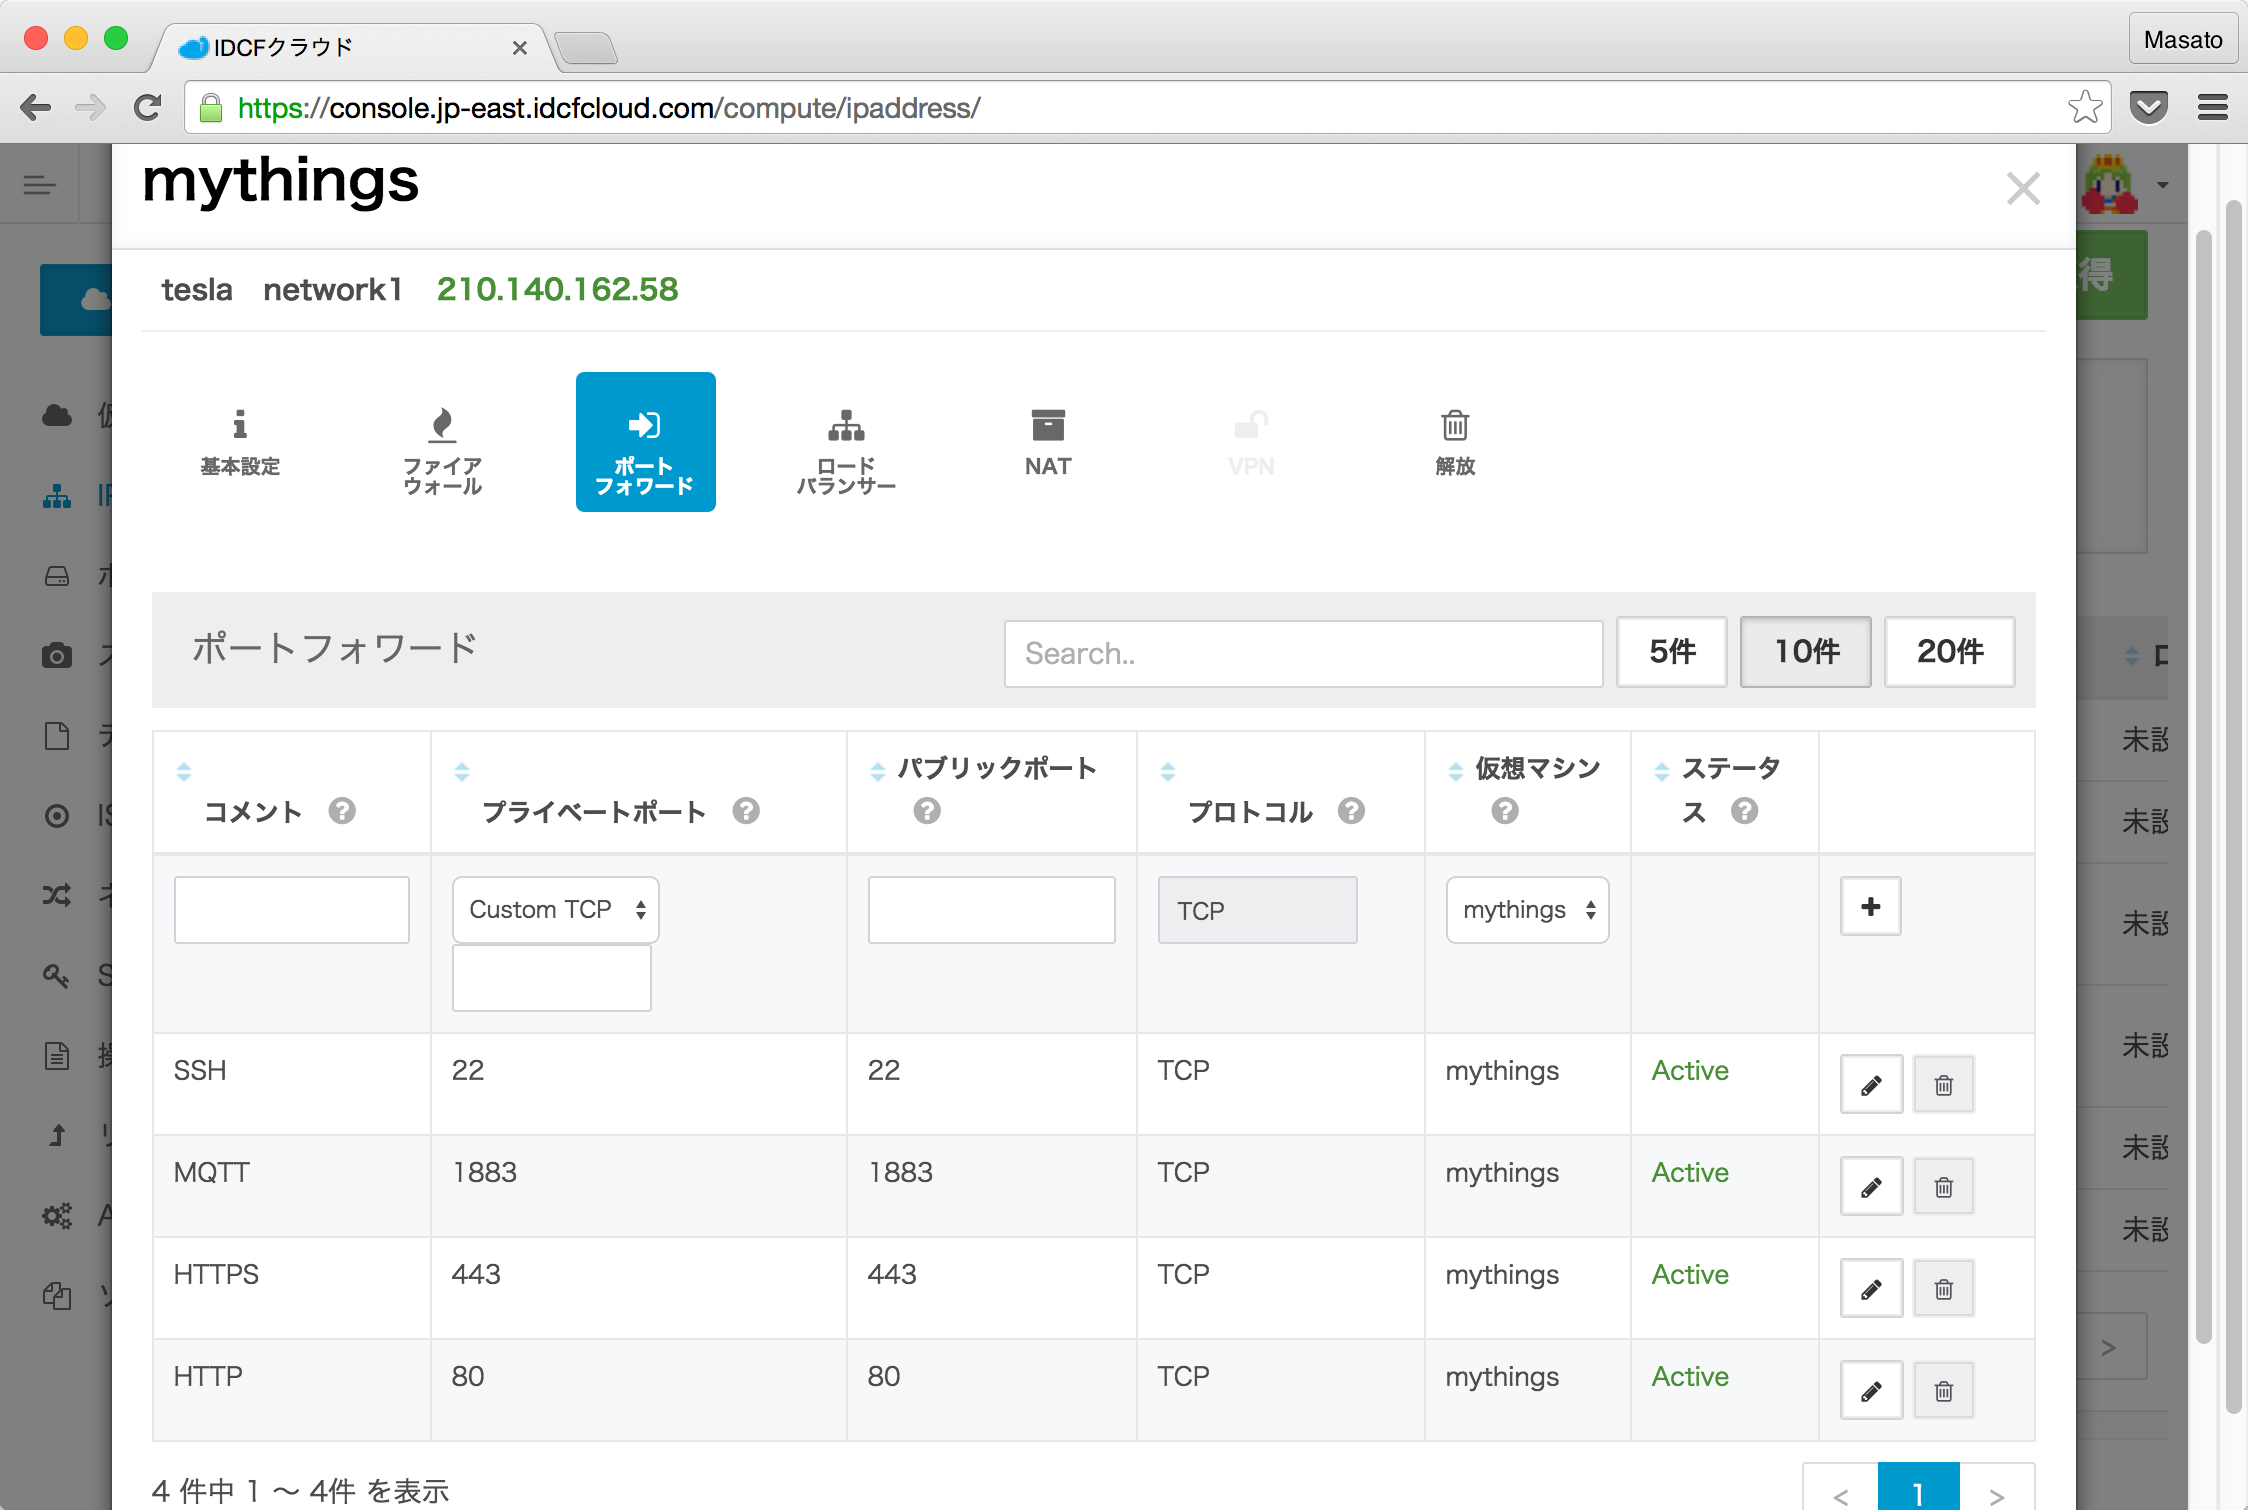 IDCFクラウド
Masato
https://console.jp-east.idcfcloud.com/compute/ipaddress/
mythings
tesla network1 210.140.162.58
得
基本設定
ファイア
ウォール
ポート
フォワード
ロード
バランサー
NAT
VPN
解放
ポートフォワード
Search..
5件
10件
20件
コメント
プライベートポート
パブリックポート
プロトコル
仮想マシン
ステータ
ス
Custom TCP
TCP
mythings
SSH 22 22 TCP mythings Active
MQTT 1883 1883 TCP mythings Active
HTTPS 443 443 TCP mythings Active
HTTP 80 80 TCP mythings Active
4 件中 1 〜 4件 を表示
< 1 >
>